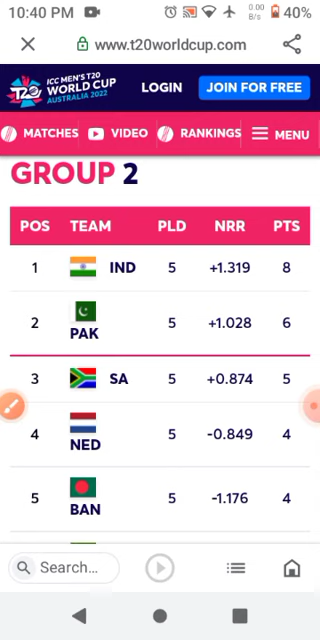 10:40 PM 0.00 B/s 40%
www.t20worldcup.com
ICC MEN'S T20 WORLD CUP AUSTRALIA 2022 LOGIN JOIN FOR FREE
MATCHES VIDEO RANKINGS MENU
GROUP 2
POS TEAM PLD NRR PTS
1 IND 5 +1.319 8
2 PAK 5 +1.028 6
3 SA 5 +0.874 5
4 NED 5 -0.849 4
5 BAN 5 -1.176 4
Search...